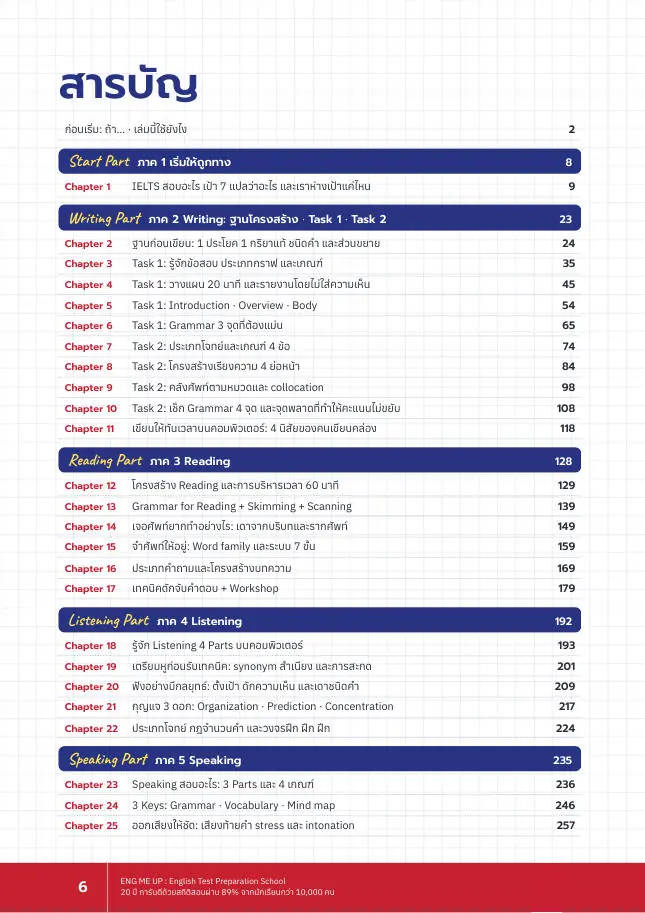 สารบัญ
ก่อนเริ่ม: ถ้า... · เล่มนี้ใช้ยังไง 2
Start Part ภาค 1 เริ่มให้ถูกทาง 8
Chapter 1 IELTS สอบอะไร เป้า 7 แปลว่าอะไร และเราห่างเป้าแค่ไหน 9
Writing Part ภาค 2 Writing: ฐานโครงสร้าง · Task 1 · Task 2 23
Chapter 2 ฐานก่อนเขียน: 1 ประโยค 1 กริยาแท้ ชนิดคำ และส่วนขยาย 24
Chapter 3 Task 1: รู้จักข้อสอบ ประเภทกราฟ และเกณฑ์ 35
Chapter 4 Task 1: วางแผน 20 นาที และรายงานโดยไม่ใส่ความเห็น 45
Chapter 5 Task 1: Introduction · Overview · Body 54
Chapter 6 Task 1: Grammar 3 จุดที่ต้องแม่น 65
Chapter 7 Task 2: ประเภทโจทย์และเกณฑ์ 4 ข้อ 74
Chapter 8 Task 2: โครงสร้างเรียงความ 4 ย่อหน้า 84
Chapter 9 Task 2: คลังศัพท์ตามหมวดและ collocation 98
Chapter 10 Task 2: เช็ก Grammar 4 จุด และจุดพลาดที่ทำให้คะแนนไม่ขยับ 108
Chapter 11 เขียนให้ทันเวลาบนคอมพิวเตอร์: 4 นิสัยของคนเขียนคล่อง 118
Reading Part ภาค 3 Reading 128
Chapter 12 โครงสร้าง Reading และการบริหารเวลา 60 นาที 129
Chapter 13 Grammar for Reading + Skimming + Scanning 139
Chapter 14 เจอศัพท์ยากทำอย่างไร: เดาจากบริบทและรากศัพท์ 149
Chapter 15 จำศัพท์ให้อยู่: Word family และระบบ 7 ขั้น 159
Chapter 16 ประเภทคำถามและโครงสร้างบทความ 169
Chapter 17 เทคนิคดักจับคำตอบ + Workshop 179
Listening Part ภาค 4 Listening 192
Chapter 18 รู้จัก Listening 4 Parts บนคอมพิวเตอร์ 193
Chapter 19 เตรียมหูก่อนรับเทคนิค: synonym สำเนียง และการสะกด 201
Chapter 20 ฟังอย่างมีกลยุทธ์: ตั้งเป้า ดักความเห็น และเดาชนิดคำ 209
Chapter 21 กุญแจ 3 ดอก: Organization · Prediction · Concentration 217
Chapter 22 ประเภทโจทย์ กฎจำนวนคำ และวงจรฝึก ฝึก ฝึก 224
Speaking Part ภาค 5 Speaking 235
Chapter 23 Speaking สอบอะไร: 3 Parts และ 4 เกณฑ์ 236
Chapter 24 3 Keys: Grammar · Vocabulary · Mind map 246
Chapter 25 ออกเสียงให้ชัด: เสียงท้ายคำ stress และ intonation 257
6
ENG ME UP : English Test Preparation School
20 ปี การันตีด้วยสถิติสอบผ่าน 89% จากนักเรียนกว่า 10,000 คน